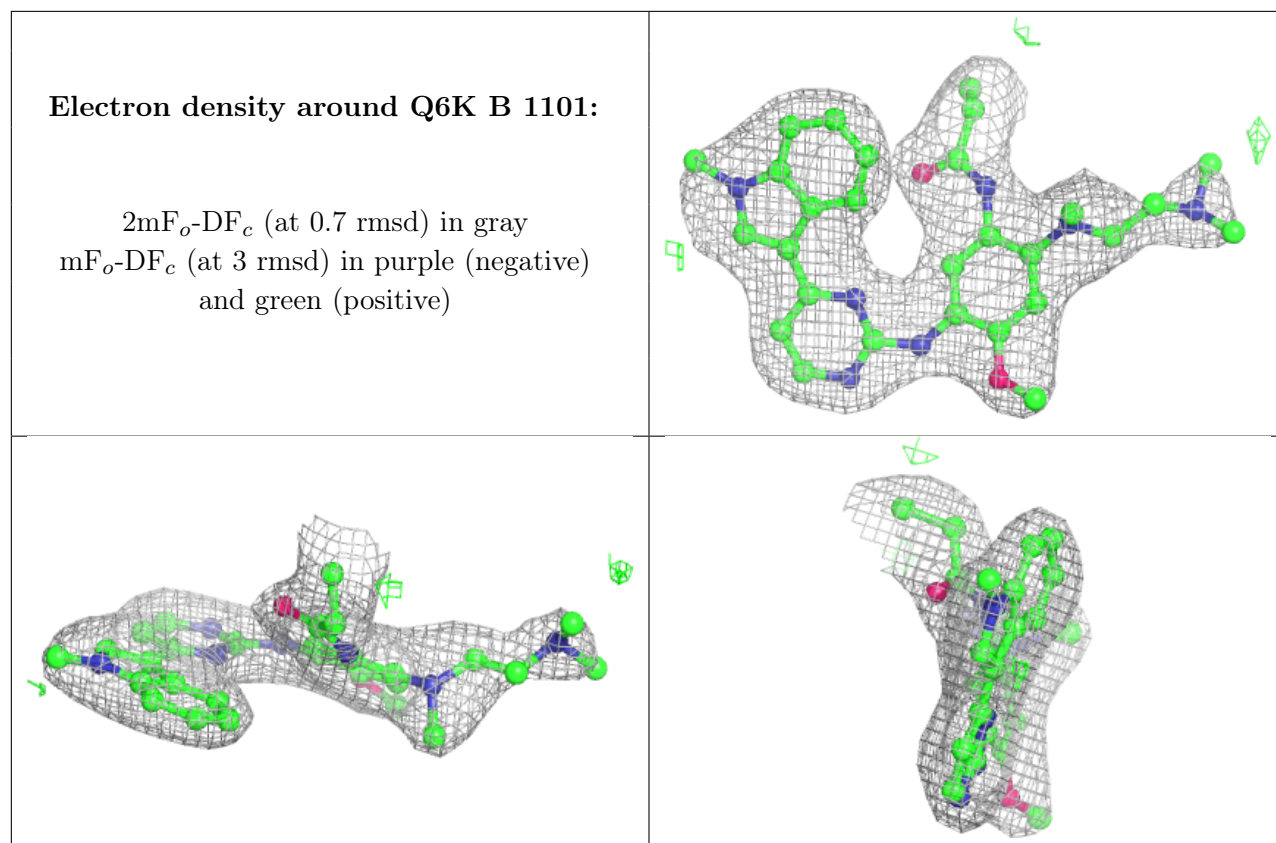 Electron density around Q6K B 1101:
2mFo-DFc (at 0.7 rmsd) in gray
mFo-DFc (at 3 rmsd) in purple (negative)
and green (positive)